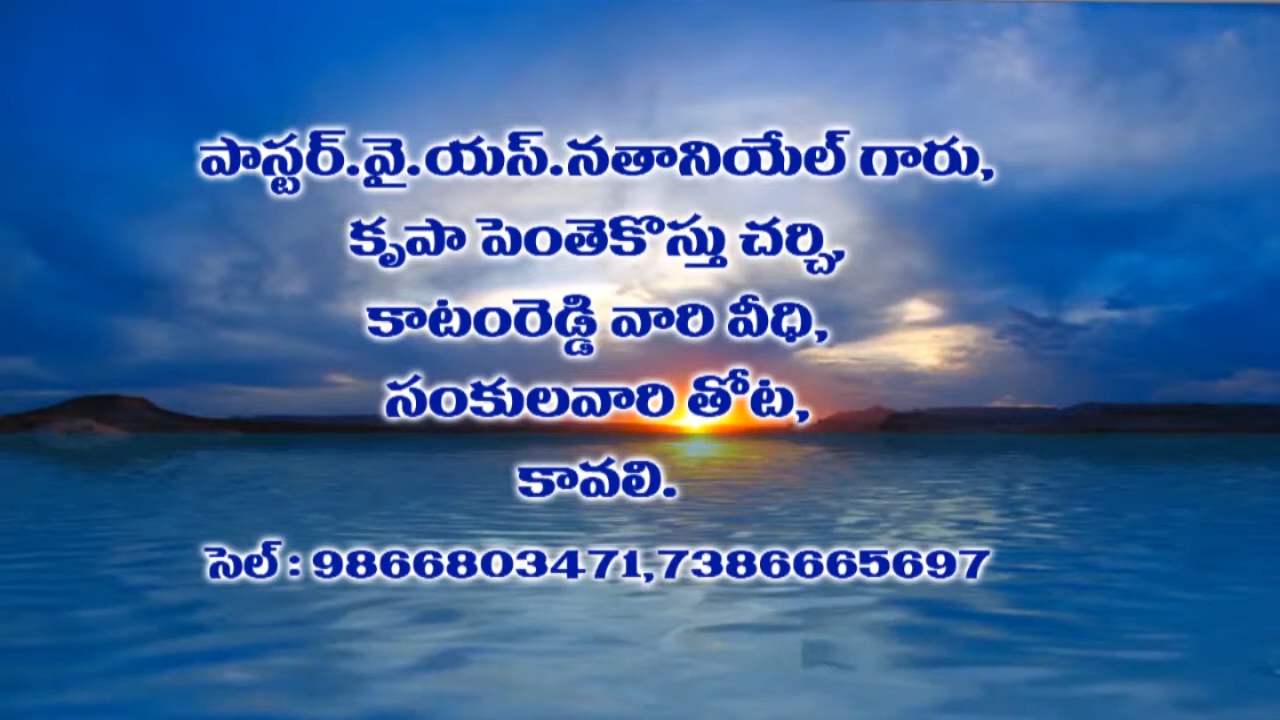 పాస్టర్.వై.యస్.నతానియేల్ గారు,
కృపా పెంతెకొస్తు చర్చి,
కాటంరెడ్డి వారి వీధి,
సంకులవారి తోట,
కావలి.
సెల్ : 9866803471,7386665697